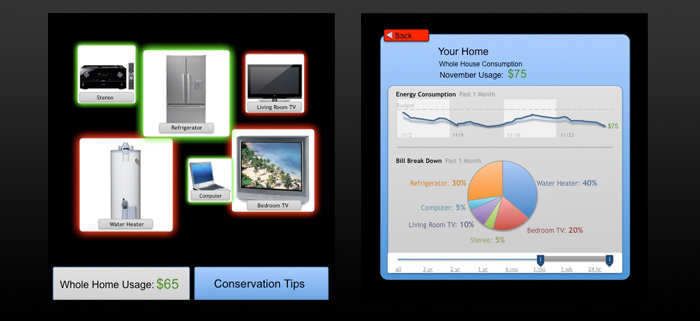 Stereo
Refrigerator
Living Room TV
Water Heater
Computer
Bedroom TV
Whole Home Usage: $65
Conservation Tips
Back
Your Home
Whole House Consumption
November Usage: $75
Energy Consumption Past 1 Month
Budget
$75
11/2 11/9 11/16 11/23
Bill Break Down Past 1 Month
Refrigerator: 30%
Water Heater: 40%
Computer: 5%
Living Room TV: 10%
Bedroom TV: 20%
Stereo: 5%
all 3 yr. 2 yr. 1 yr. 6 mo. 1 mo. 1 wk. 24 hr.